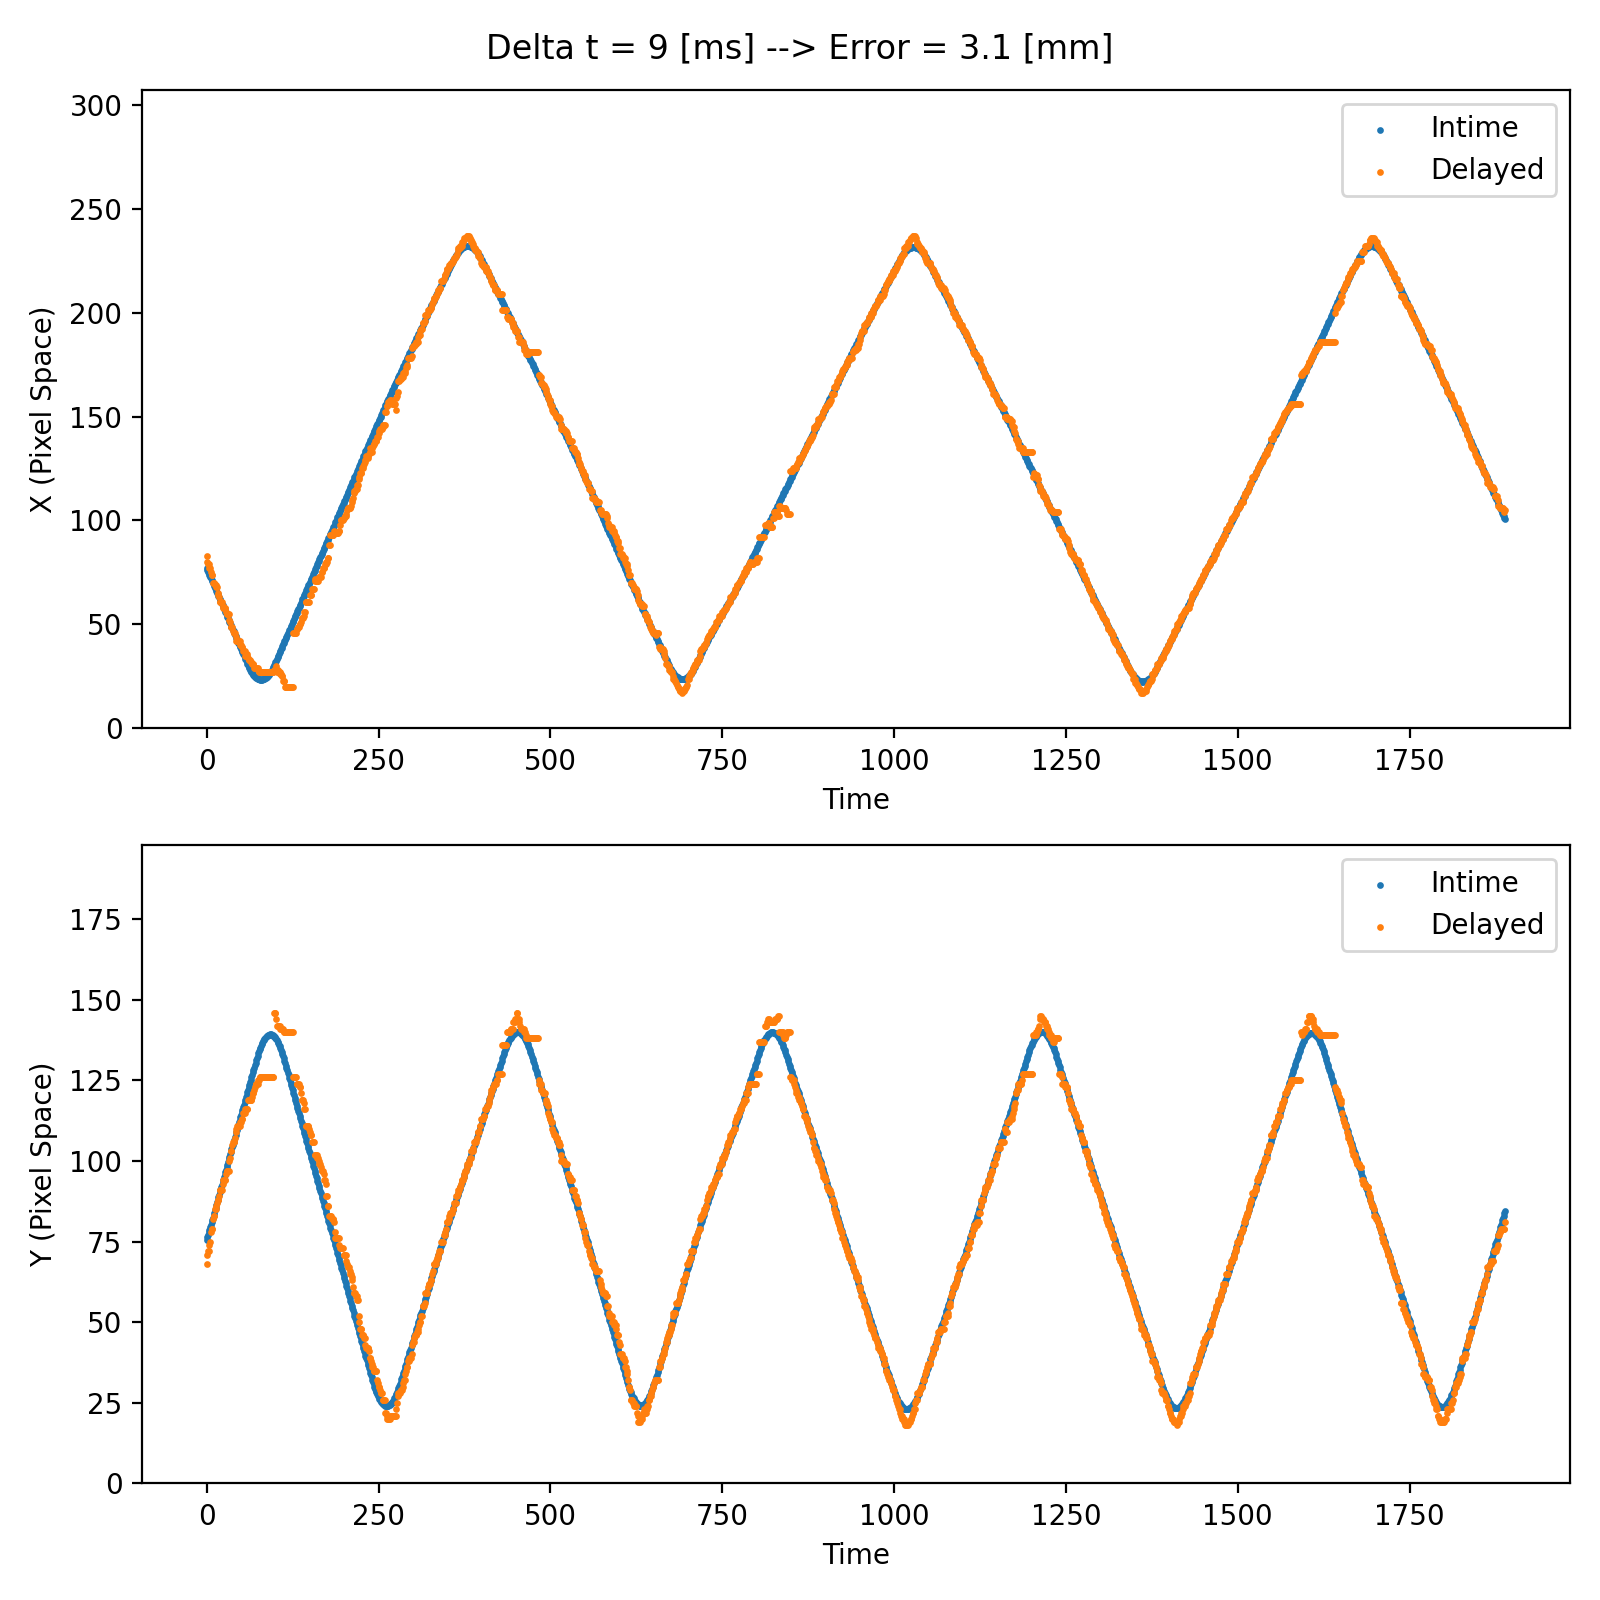 Delta t = 9 [ms] --> Error = 3.1 [mm]
300
250
200
150
100
50
0
X (Pixel Space)
Intime
Delayed
0 250 500 750 1000 1250 1500 1750
Time
175
150
125
100
75
50
25
0
Y (Pixel Space)
Intime
Delayed
0 250 500 750 1000 1250 1500 1750
Time